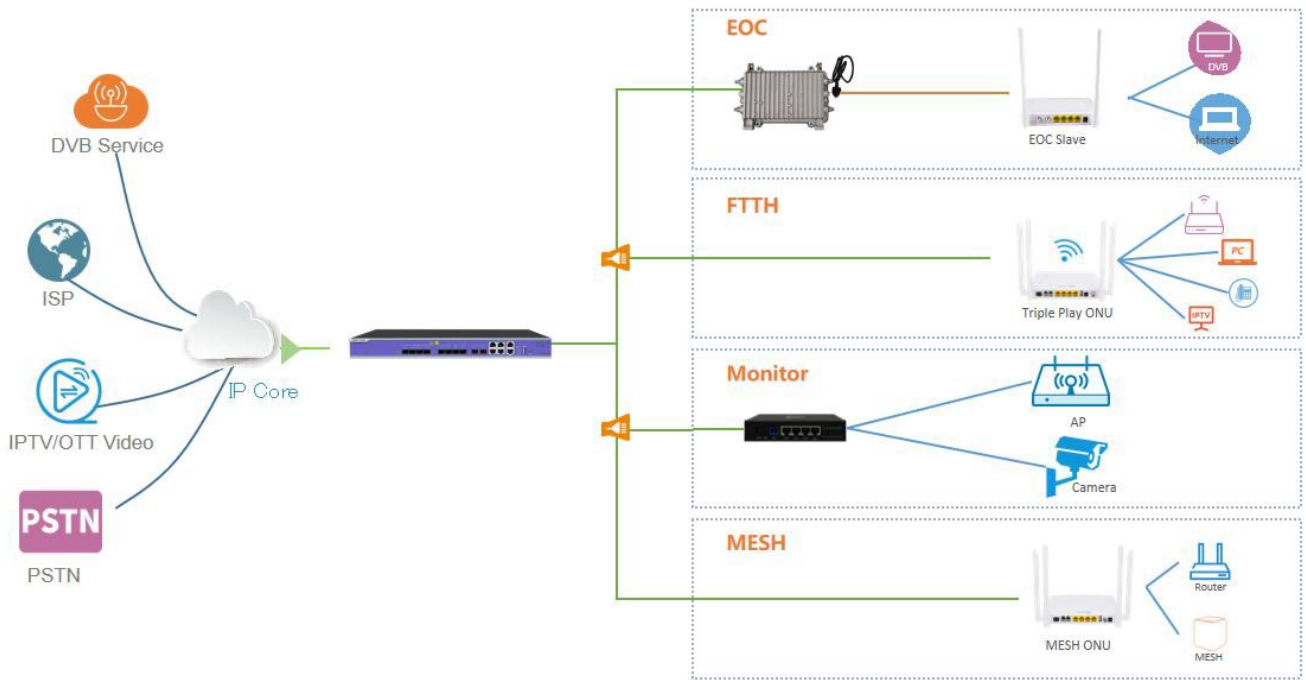 DVB Service
ISP
IPTV/OTT Video
PSTN
PSTN
IP Core
EOC
EOC Slave
DVB
Internet
FTTH
Triple Play ONU
PC
IPTV
Monitor
AP
Camera
MESH
MESH ONU
Router
MESH